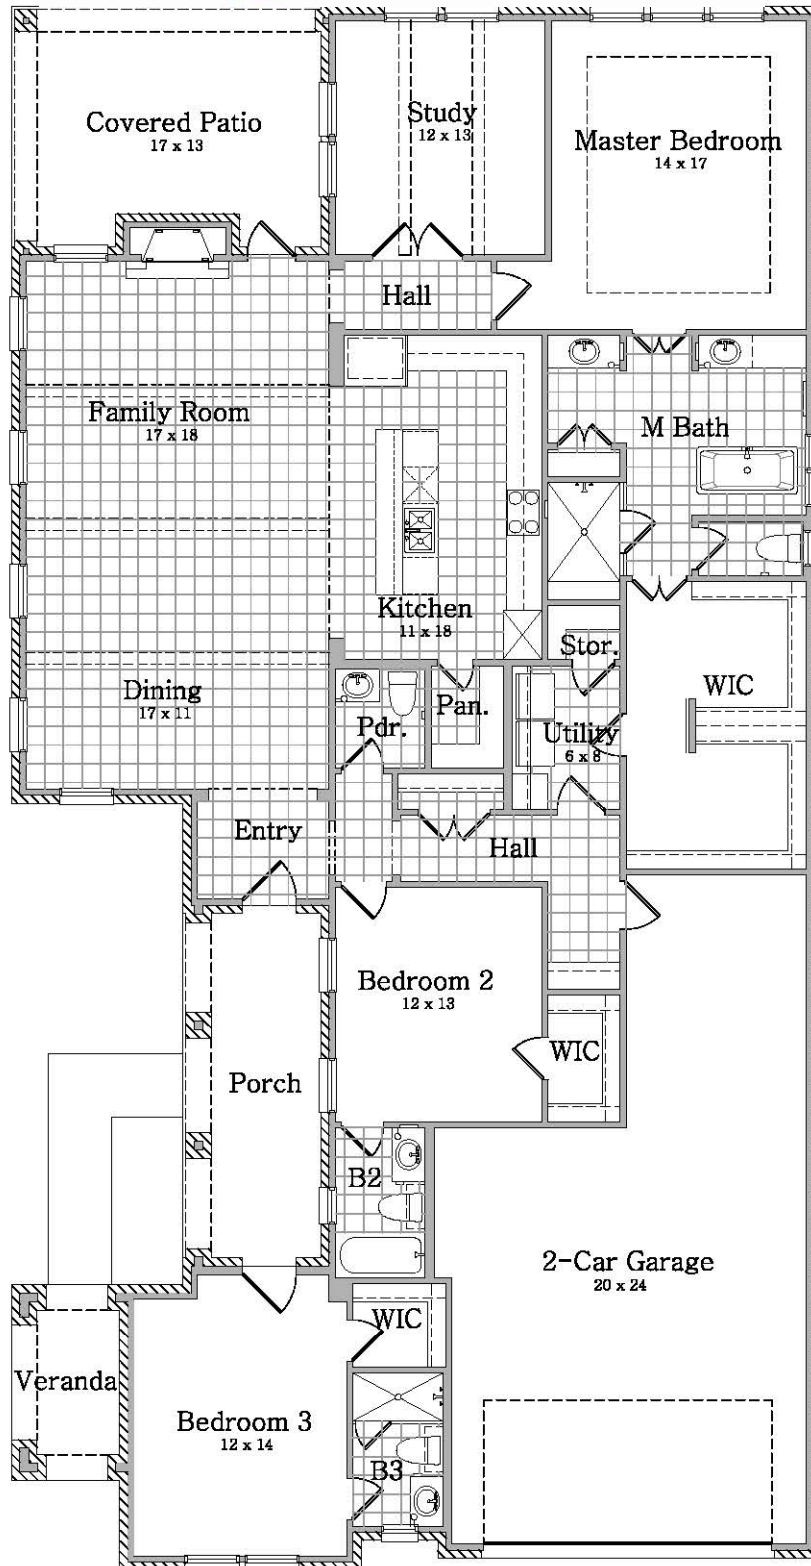 Covered Patio
17 x 13
Study
12 x 13
Master Bedroom
14 x 17
Hall
Family Room
17 x 18
M Bath
Kitchen
11 x 18
Stor.
Dining
17 x 11
Pdr.
Pan.
Utility
6 x 8
WIC
Entry
Hall
Bedroom 2
12 x 13
WIC
Porch
B2
2-Car Garage
20 x 24
WIC
Veranda
Bedroom 3
12 x 14
B3